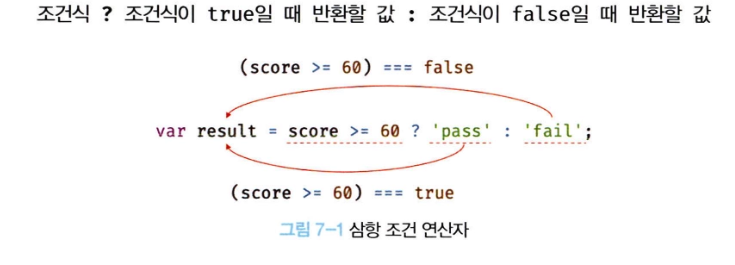 조건식 ? 조건식이 true일 때 반환할 값 : 조건식이 false일 때 반환할 값
(score >= 60) === false
var result = score >= 60 ? 'pass' : 'fail';
(score >= 60) === true
그림 7-1 삼항 조건 연산자